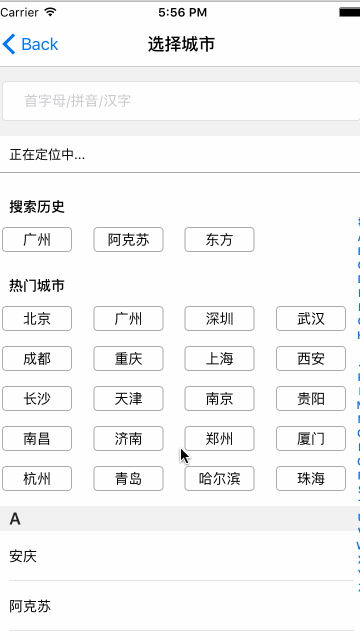 Carrier 5:56 PM
Back 选择城市
首字母/拼音/汉字
正在定位中...
搜索历史
广州 阿克苏 东方
热门城市
北京 广州 深圳 武汉
成都 重庆 上海 西安
长沙 天津 南京 贵阳
南昌 济南 郑州 厦门
杭州 青岛 哈尔滨 珠海
A
安庆
阿克苏